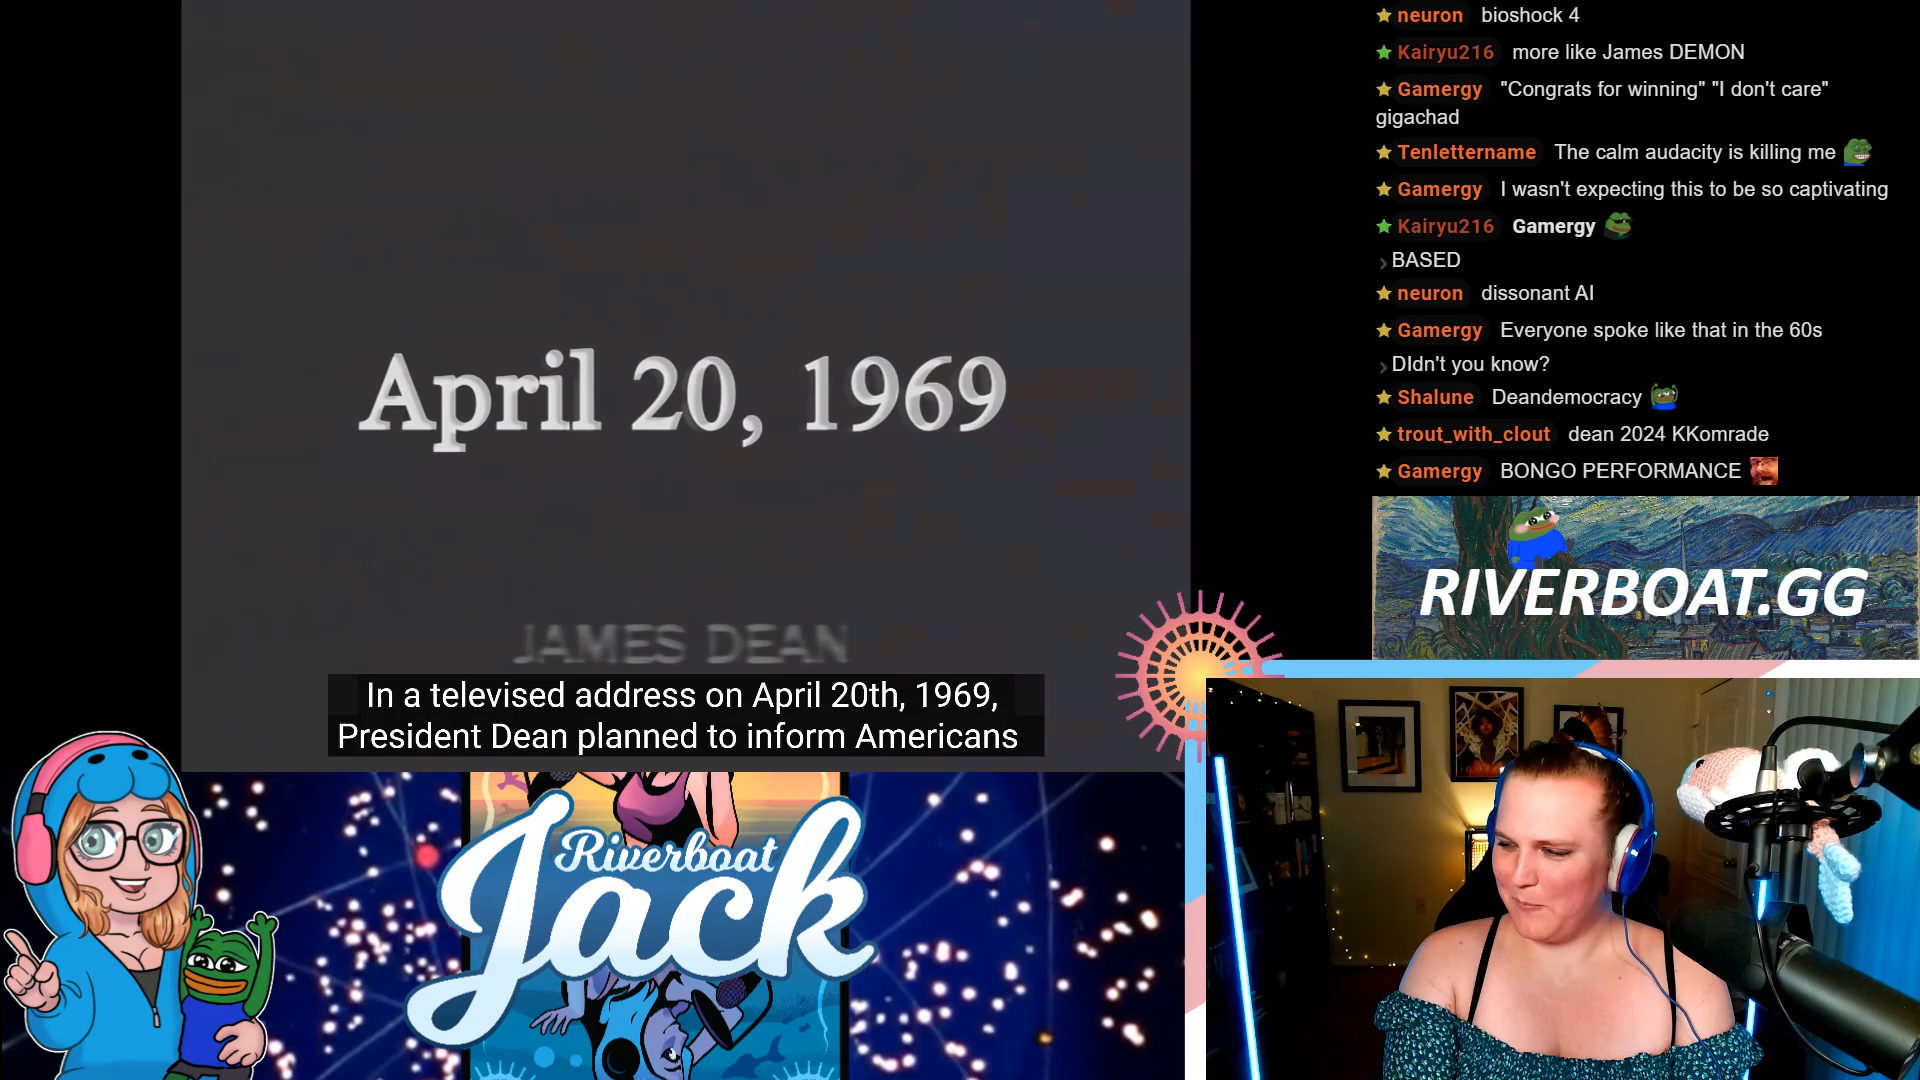 April 20, 1969
JAMES DEAN
In a televised address on April 20th, 1969,
President Dean planned to inform Americans
neuron bioshock 4
Kairyu216 more like James DEMON
Gamergy "Congrats for winning" "I don't care"
gigachad
Tenlettername The calm audacity is killing me
Gamergy I wasn't expecting this to be so captivating
Kairyu216 Gamergy
BASED
neuron dissonant AI
Gamergy Everyone spoke like that in the 60s
DIdn't you know?
Shalune Deandemocracy
trout_with_clout dean 2024 KKomrade
Gamergy BONGO PERFORMANCE
RIVERBOAT.GG
Riverboat
Jack